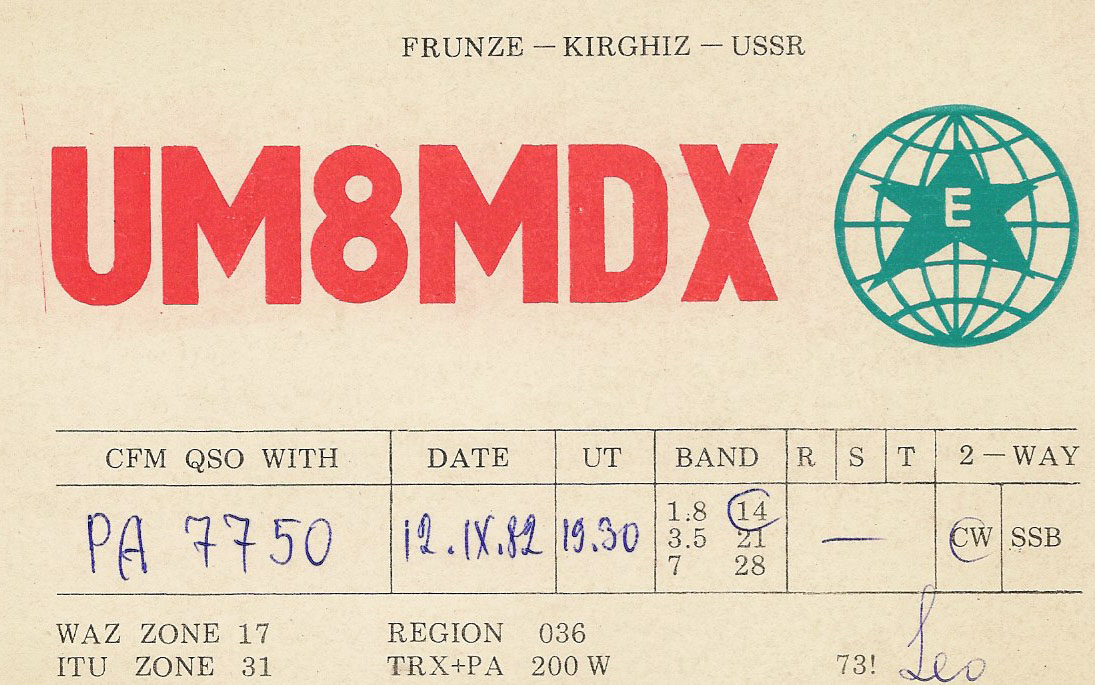 FRUNZE — KIRGHIZ — USSR
UM8MDX
E
CFM QSO WITH DATE UT BAND R S T 2 — WAY
PA 7750 12.IX.82 19.30 1.8 14 — CW SSB
3.5 21
7 28
WAZ ZONE 17 REGION 036
ITU ZONE 31 TRX+PA 200 W 73! Leo